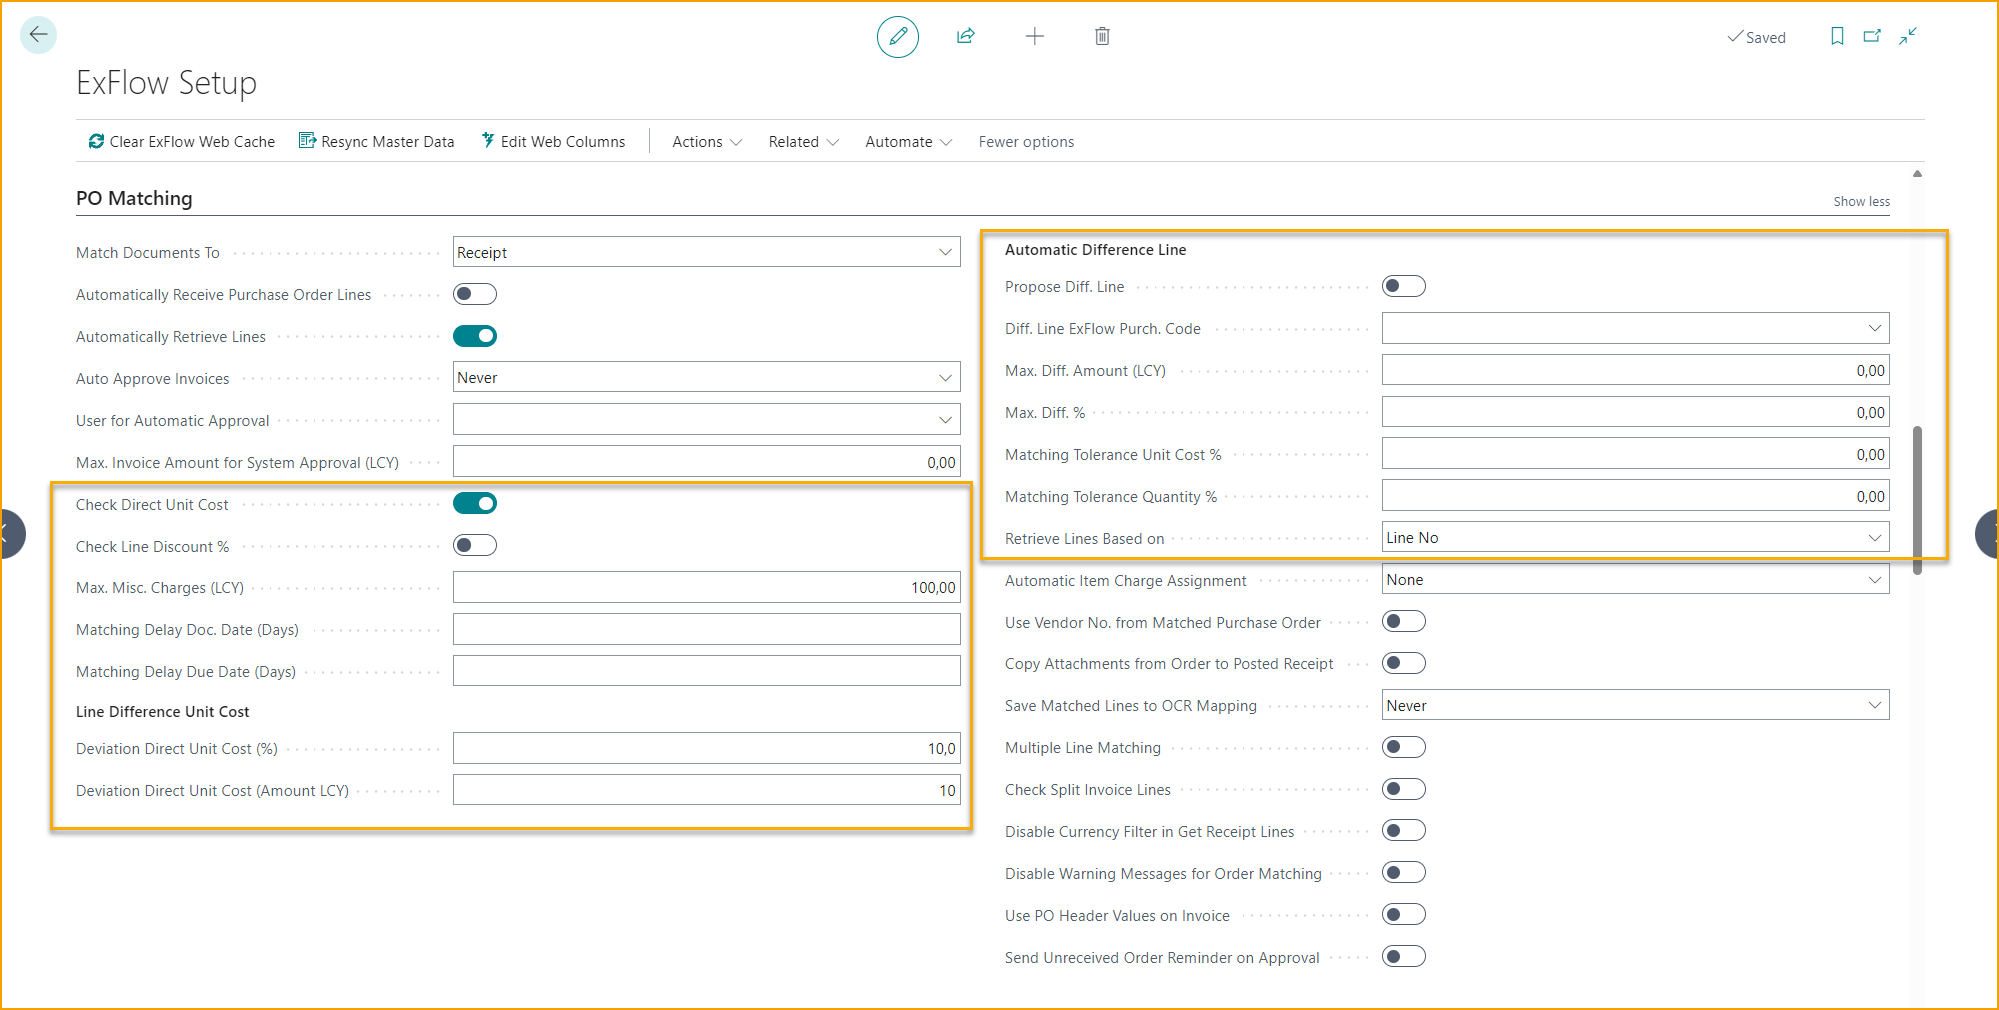 Saved
ExFlow Setup
Clear ExFlow Web Cache Resync Master Data Edit Web Columns Actions Related Automate Fewer options
PO Matching Show less
Match Documents To Receipt
Automatically Receive Purchase Order Lines
Automatically Retrieve Lines
Auto Approve Invoices Never
User for Automatic Approval
Max. Invoice Amount for System Approval (LCY) 0,00
Check Direct Unit Cost
Check Line Discount %
Max. Misc. Charges (LCY) 100,00
Matching Delay Doc. Date (Days)
Matching Delay Due Date (Days)
Line Difference Unit Cost
Deviation Direct Unit Cost (%) 10,0
Deviation Direct Unit Cost (Amount LCY) 10
Automatic Difference Line
Propose Diff. Line
Diff. Line ExFlow Purch. Code
Max. Diff. Amount (LCY) 0,00
Max. Diff. % 0,00
Matching Tolerance Unit Cost % 0,00
Matching Tolerance Quantity % 0,00
Retrieve Lines Based on Line No
Automatic Item Charge Assignment None
Use Vendor No. from Matched Purchase Order
Copy Attachments from Order to Posted Receipt
Save Matched Lines to OCR Mapping Never
Multiple Line Matching
Check Split Invoice Lines
Disable Currency Filter in Get Receipt Lines
Disable Warning Messages for Order Matching
Use PO Header Values on Invoice
Send Unreceived Order Reminder on Approval